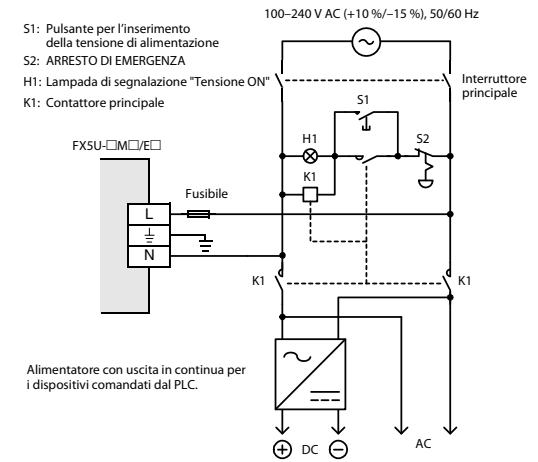 100–240 V AC (+10 %/–15 %), 50/60 Hz
S1: Pulsante per l'inserimento
della tensione di alimentazione
S2: ARRESTO DI EMERGENZA
H1: Lampada di segnalazione "Tensione ON"
K1: Contattore principale
Interruttore
principale
S1
H1
S2
K1
FX5U-□M□/E□
Fusibile
L
N
K1
K1
Alimentatore con uscita in continua per
i dispositivi comandati dal PLC.
DC
AC